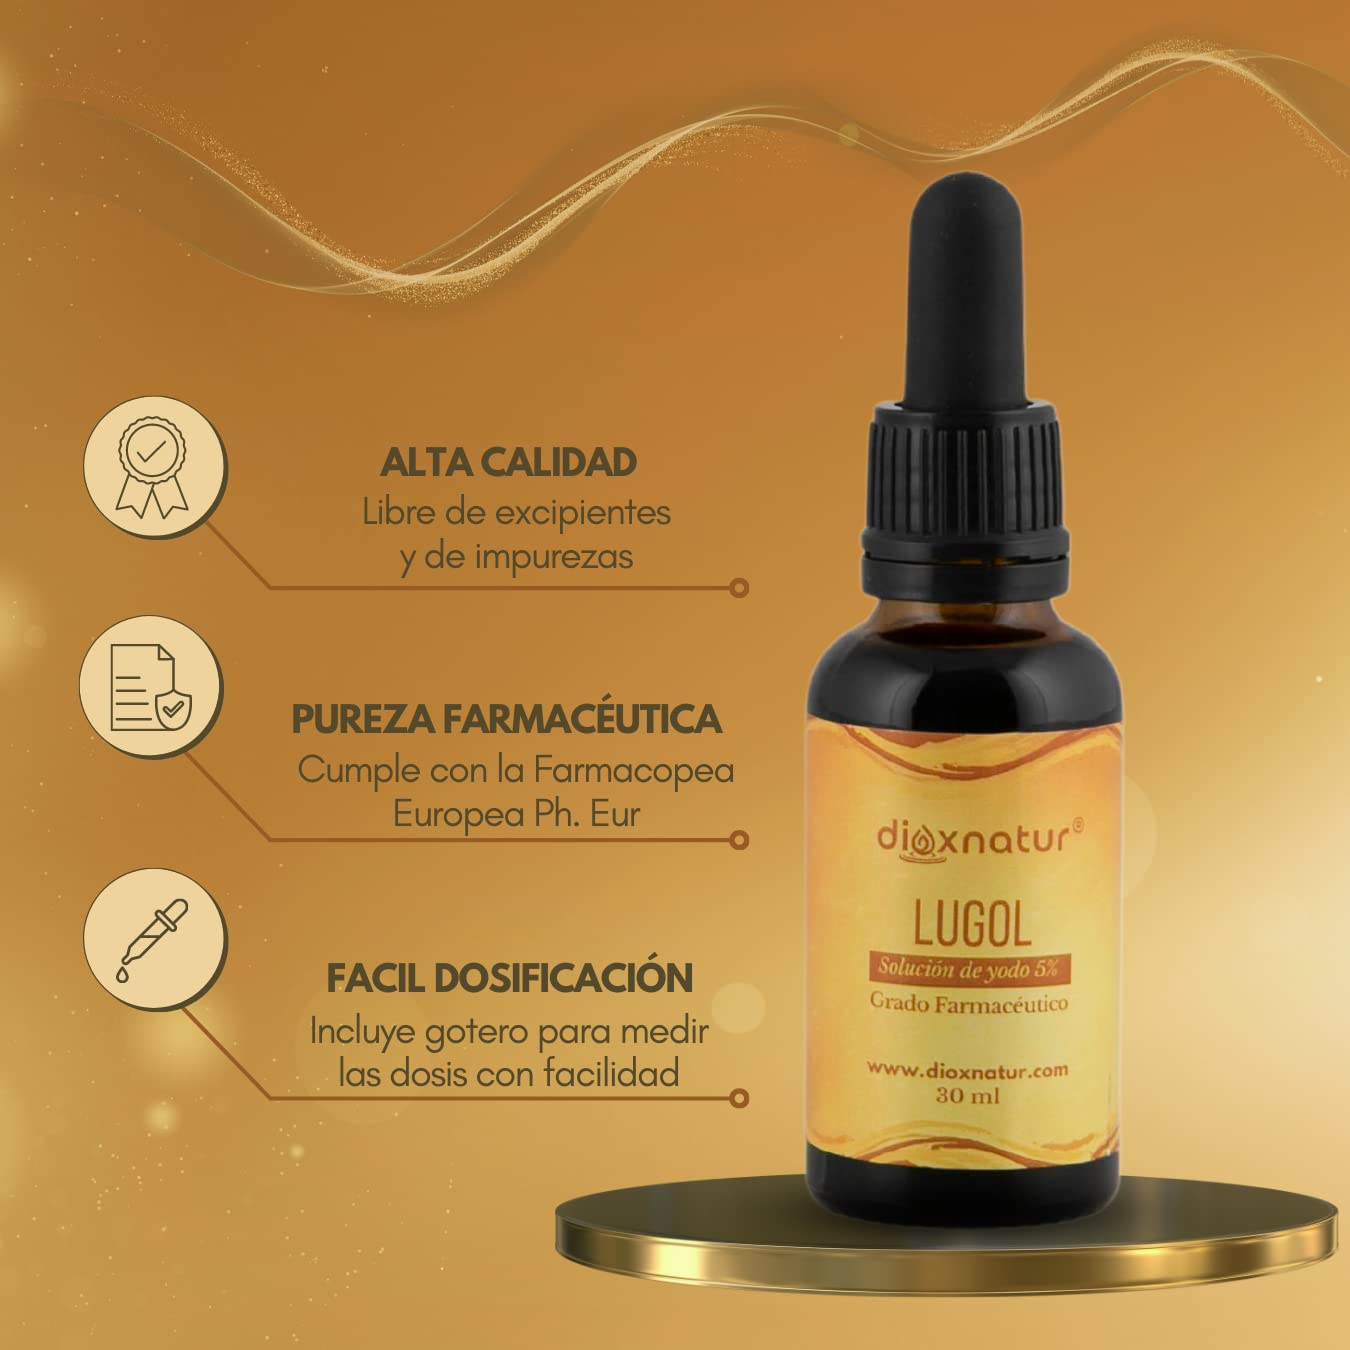 ALTA CALIDAD
Libre de excipientes
y de impurezas
PUREZA FARMACÉUTICA
Cumple con la Farmacopea
Europea Ph. Eur
FACIL DOSIFICACIÓN
Incluye gotero para medir
las dosis con facilidad
dioxnatur®
LUGOL
Solución de yodo 5%
Grado Farmacéutico
www.dioxnatur.com
30 ml